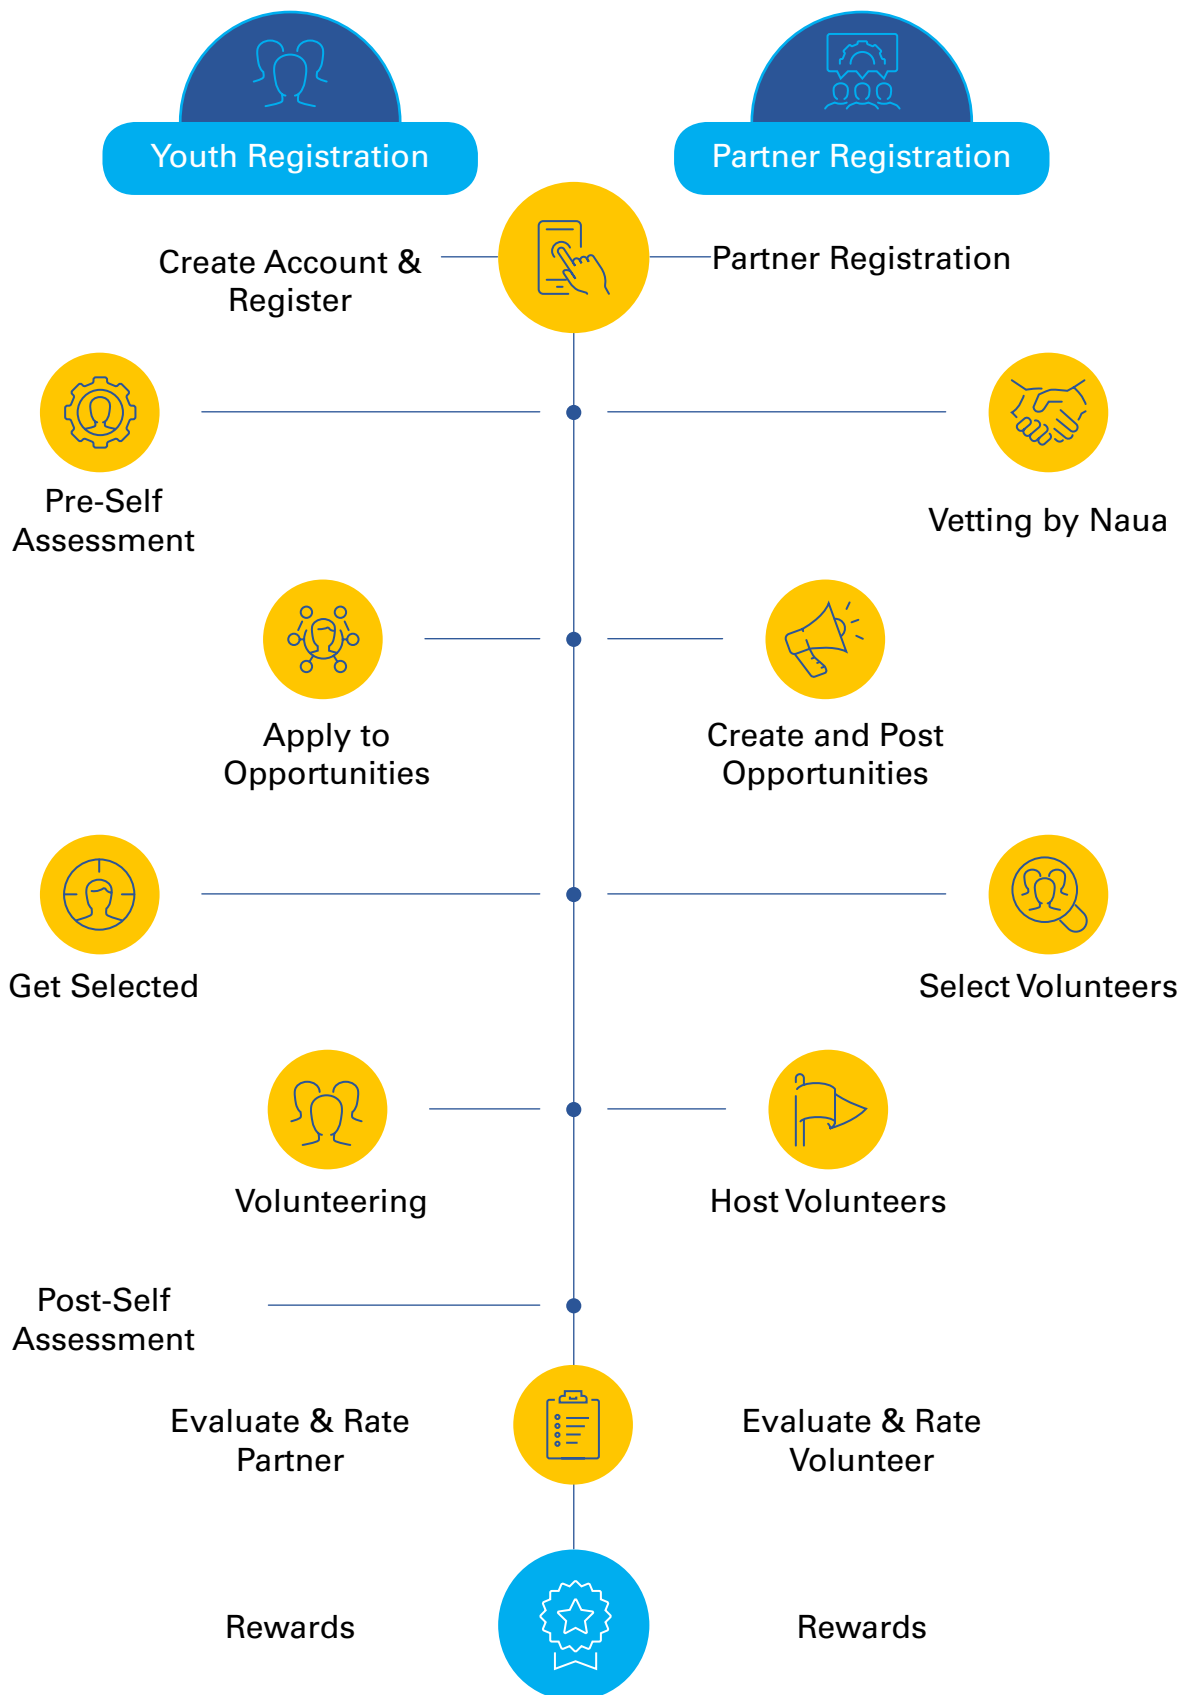 Youth Registration
Partner Registration
Create Account &
Register
Partner Registration
Pre-Self
Assessment
Vetting by Naua
Apply to
Opportunities
Create and Post
Opportunities
Get Selected
Select Volunteers
Volunteering
Host Volunteers
Post-Self
Assessment
Evaluate & Rate
Partner
Evaluate & Rate
Volunteer
Rewards
Rewards